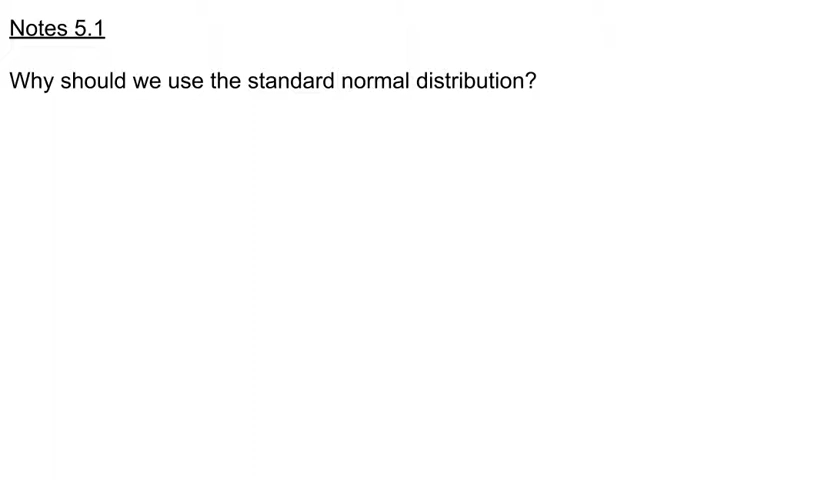 Notes 5.1
Why should we use the standard normal distribution?